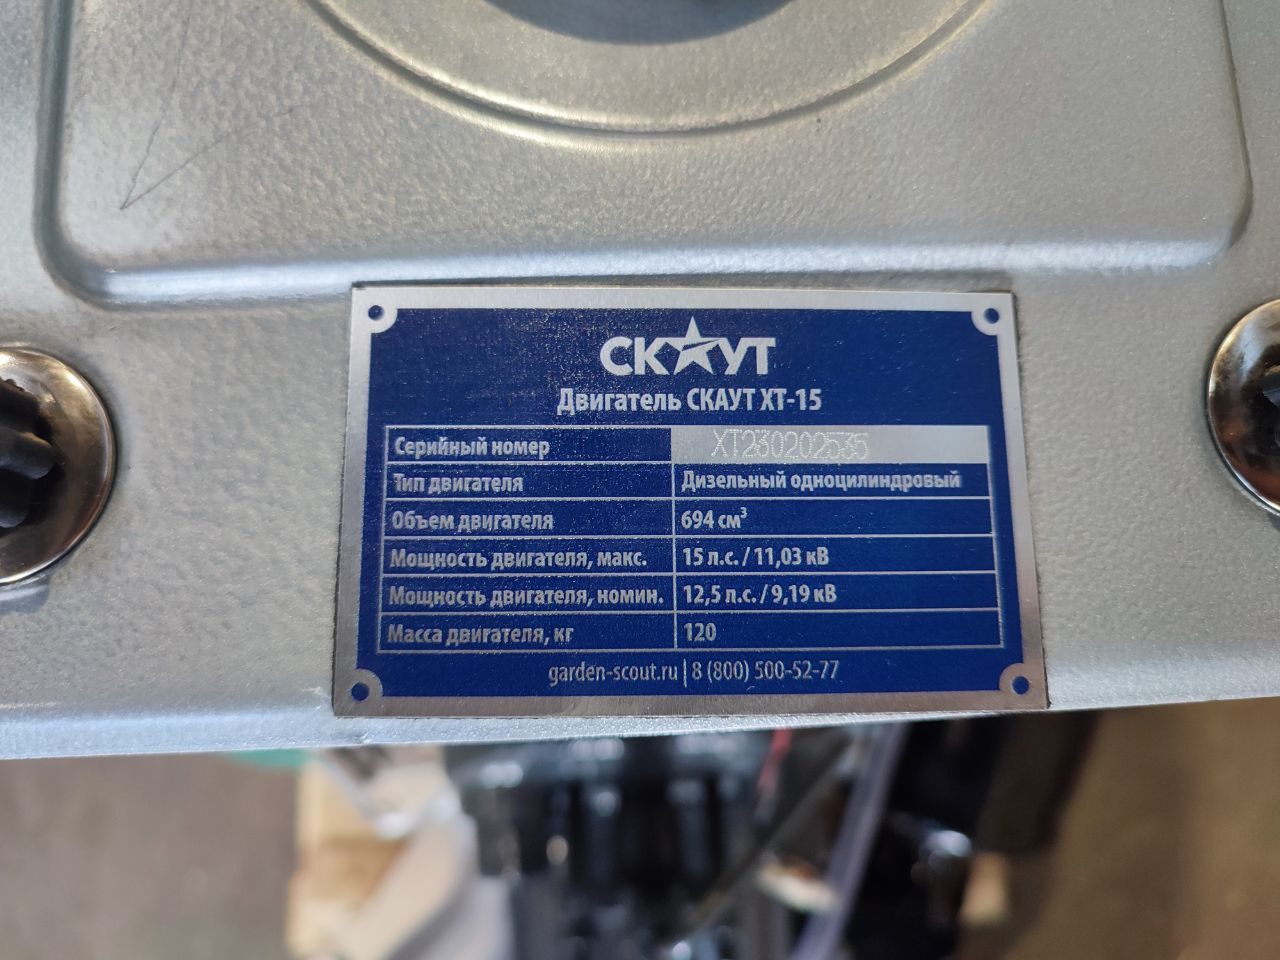 СКАУТ
Двигатель СКАУТ ХТ-15
Серийный номер XT230202535
Тип двигателя Дизельный одноцилиндровый
Объем двигателя 694 см³
Мощность двигателя, макс. 15 л.с. / 11,03 кВ
Мощность двигателя, номин. 12,5 л.с. / 9,19 кВ
Масса двигателя, кг 120
garden-scout.ru | 8 (800) 500-52-77